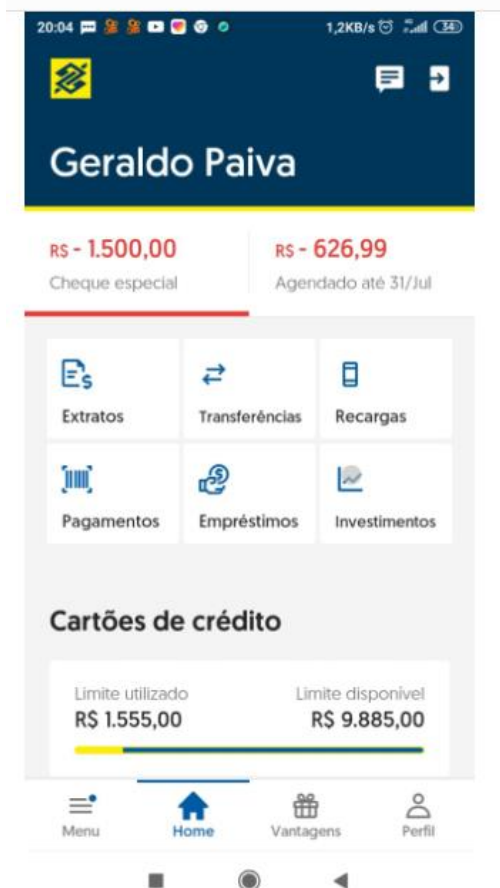 20:04 1,2KB/s 34
Geraldo Paiva
R$ - 1.500,00 R$ - 626,99
Cheque especial Agendado até 31/Jul
Extratos Transferências Recargas
Pagamentos Empréstimos Investimentos
Cartões de crédito
Limite utilizado Limite disponível
R$ 1.555,00 R$ 9.885,00
Menu Home Vantagens Perfil